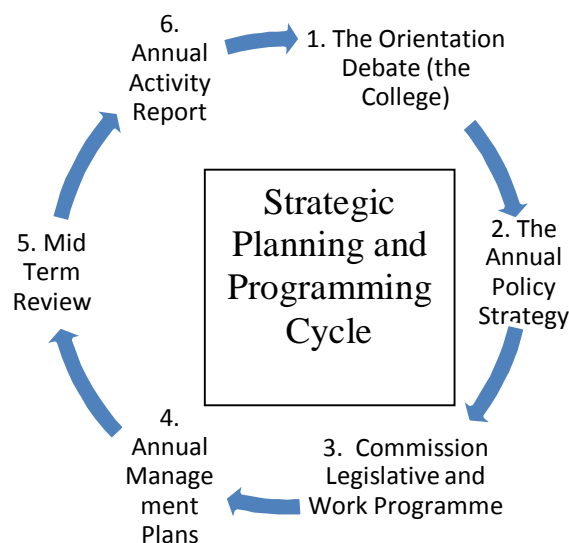 6.
Annual
Activity
Report
1. The Orientation
Debate (the
College)
Strategic
Planning and
Programming
Cycle
2. The
Annual
Policy
Strategy
3. Commission
Legislative and
Work Programme
4.
Annual
Manage
ment
Plans
5. Mid
Term
Review